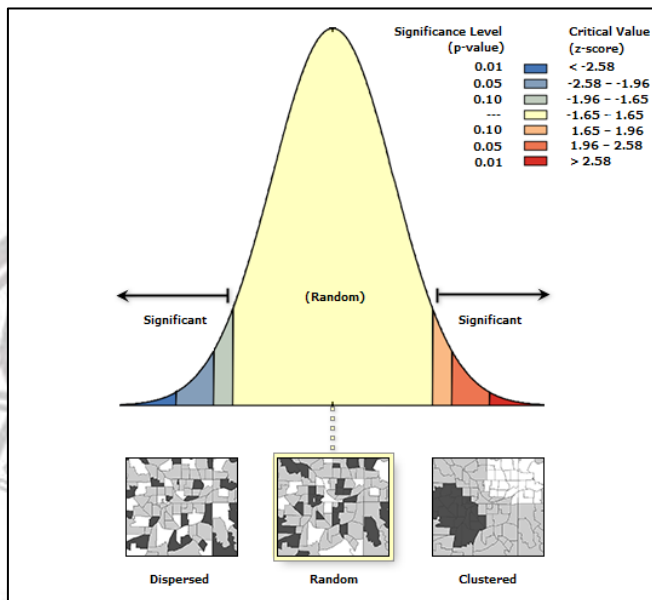 Significance Level Critical Value
(p-value) (z-score)
0.01 < -2.58
0.05 -2.58 – -1.96
0.10 -1.96 – -1.65
--- -1.65 – 1.65
0.10 1.65 – 1.96
0.05 1.96 – 2.58
0.01 > 2.58
(Random)
Significant Significant
Dispersed Random Clustered